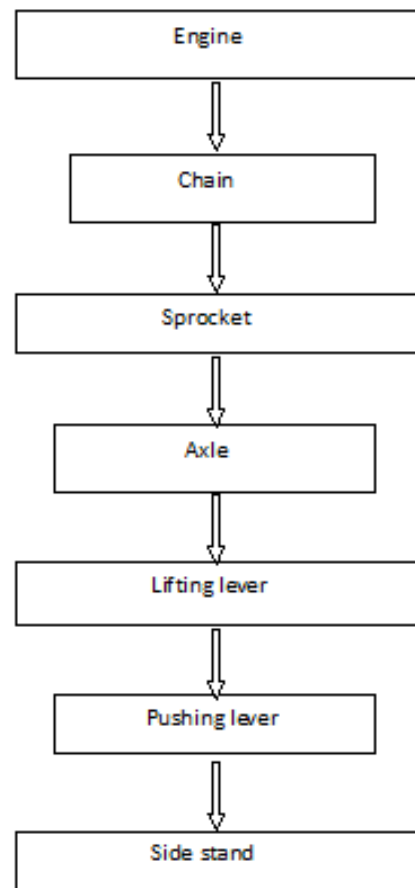 Engine
Chain
Sprocket
Axle
Lifting lever
Pushing lever
Side stand